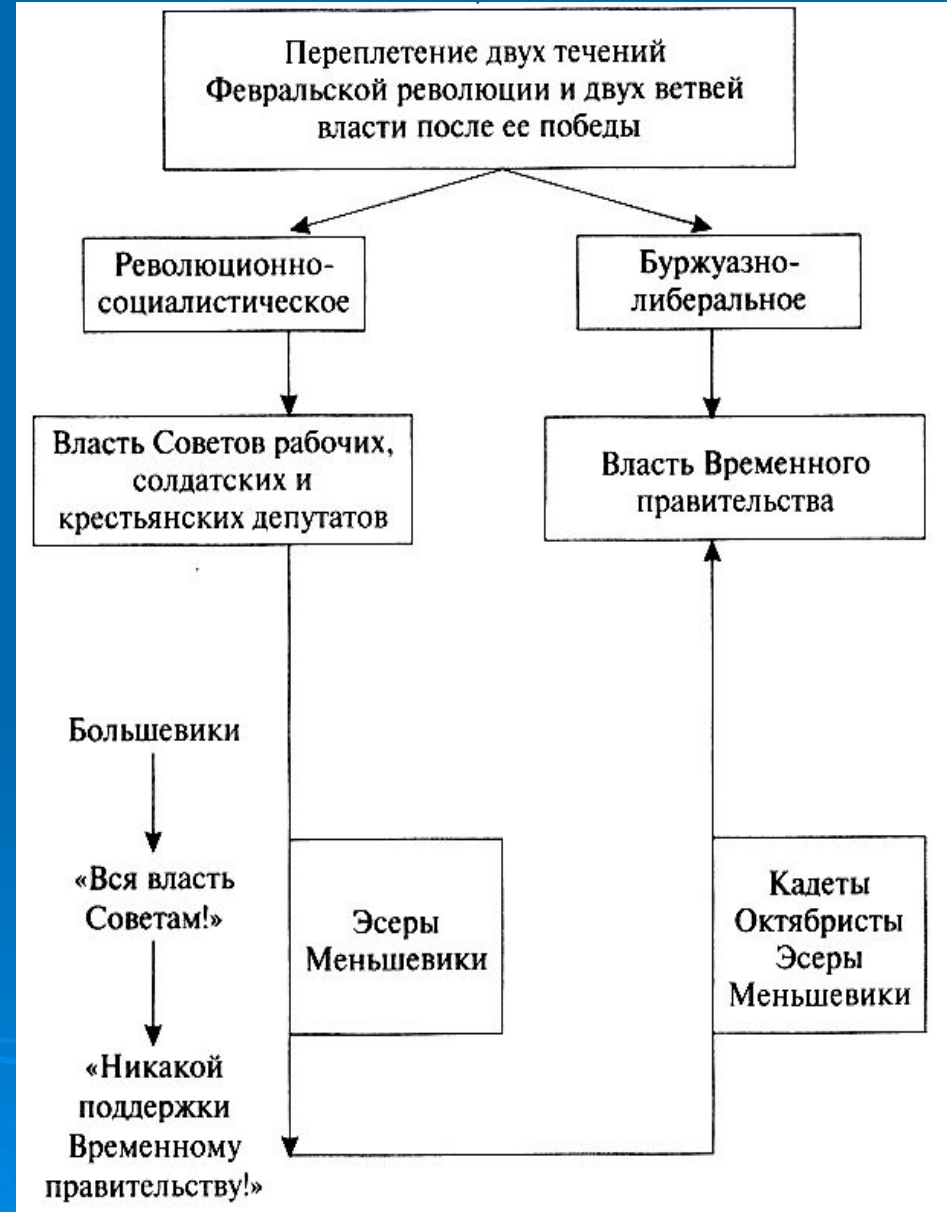 Переплетение двух течений
Февральской революции и двух ветвей
власти после ее победы
Революционно-
социалистическое
Буржуазно-
либеральное
Власть Советов рабочих,
солдатских и
крестьянских депутатов
Власть Временного
правительства
Большевики
«Вся власть
Советам!»
«Никакой
поддержки
Временному
правительству!»
Эсеры
Меньшевики
Кадеты
Октябристы
Эсеры
Меньшевики